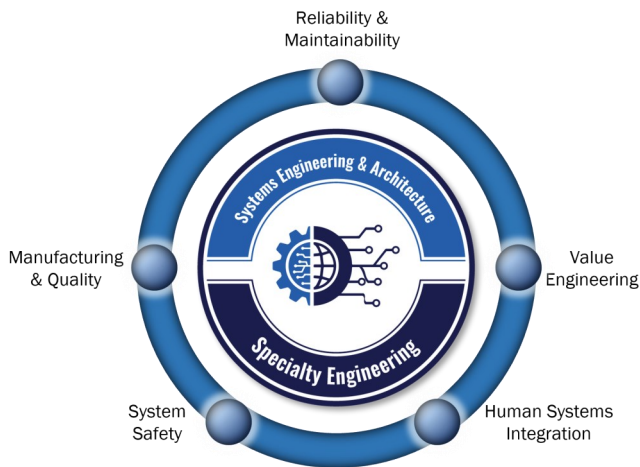 Reliability &
Maintainability
Systems Engineering & Architecture
Manufacturing
& Quality
Value
Engineering
Specialty Engineering
System
Safety
Human Systems
Integration